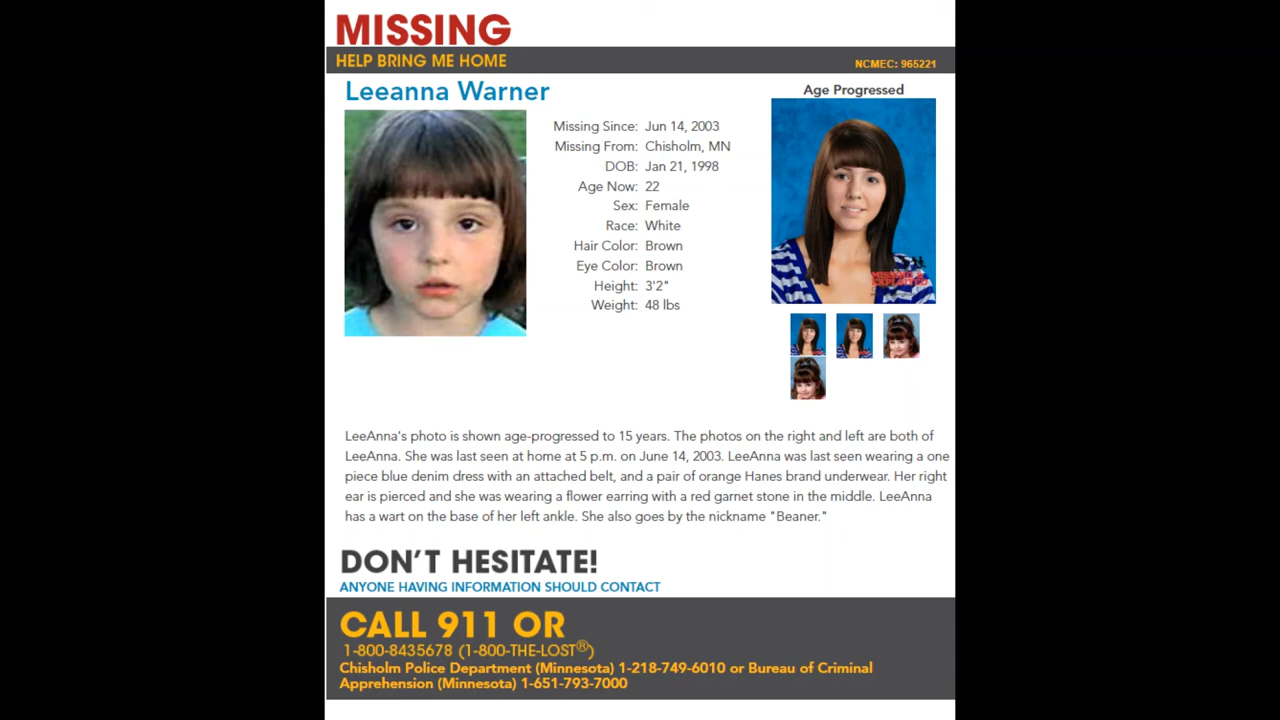 MISSING
HELP BRING ME HOME
NCMEC: 965221
Leeanna Warner
Missing Since: Jun 14, 2003
Missing From: Chisholm, MN
DOB: Jan 21, 1998
Age Now: 22
Sex: Female
Race: White
Hair Color: Brown
Eye Color: Brown
Height: 3'2"
Weight: 48 lbs
Age Progressed
MISSING &
EXPLOITED
LeeAnna's photo is shown age-progressed to 15 years. The photos on the right and left are both of
LeeAnna. She was last seen at home at 5 p.m. on June 14, 2003. LeeAnna was last seen wearing a one
piece blue denim dress with an attached belt, and a pair of orange Hanes brand underwear. Her right
ear is pierced and she was wearing a flower earring with a red garnet stone in the middle. LeeAnna
has a wart on the base of her left ankle. She also goes by the nickname "Beaner."
DON'T HESITATE!
ANYONE HAVING INFORMATION SHOULD CONTACT
CALL 911 OR
1-800-8435678 (1-800-THE-LOST®)
Chisholm Police Department (Minnesota) 1-218-749-6010 or Bureau of Criminal
Apprehension (Minnesota) 1-651-793-7000